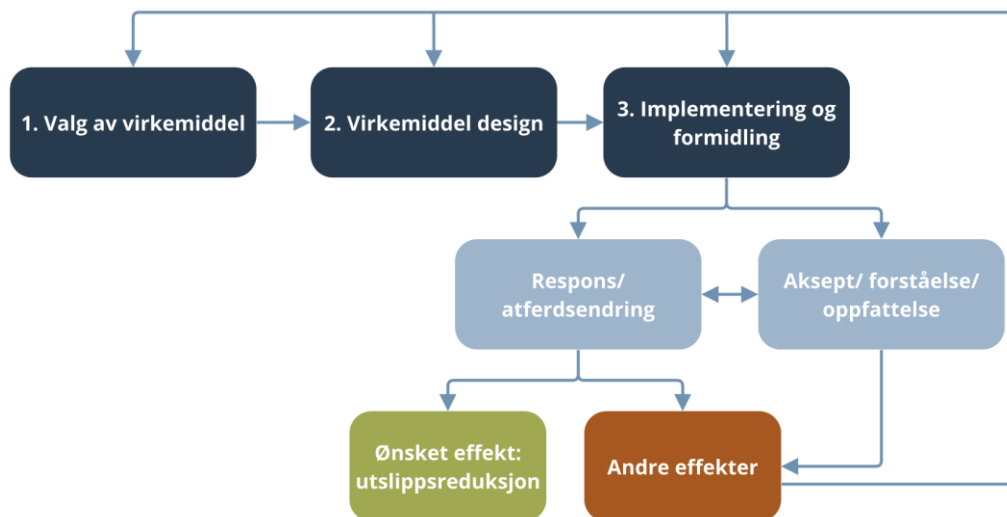 1. Valg av virkemiddel
2. Virkemiddel design
3. Implementering og
formidling
Respons/
atferdsendring
Aksept/ forståelse/
oppfattelse
Ønsket effekt:
utslippsreduksjon
Andre effekter